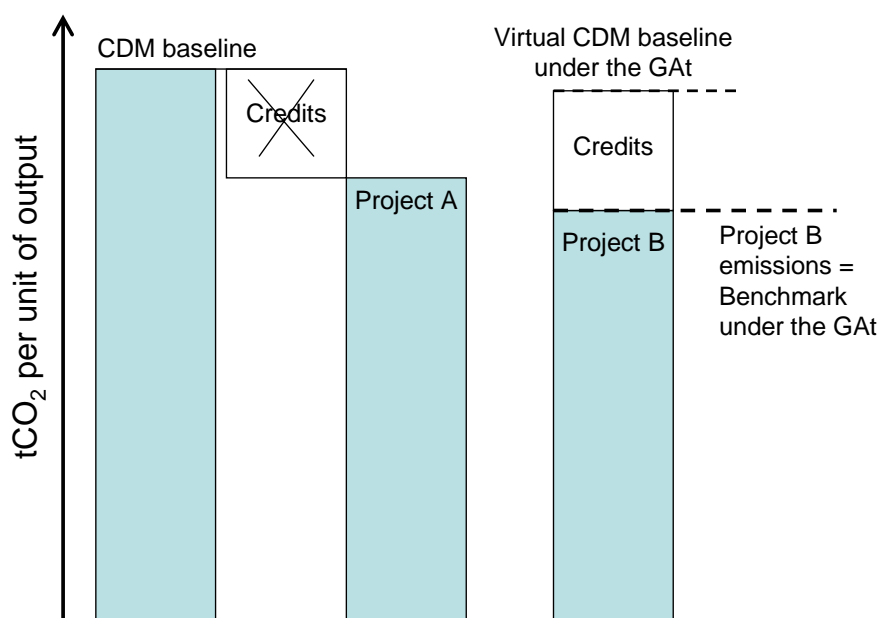 tCO₂ per unit of output
CDM baseline
Credits
Project A
Virtual CDM baseline
under the GAt
Credits
Project B
Project B
emissions =
Benchmark
under the GAt